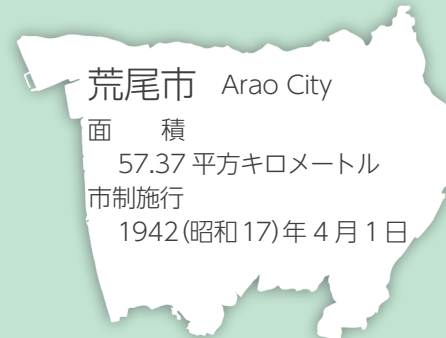 荒尾市 Arao City
面　積
57.37 平方キロメートル
市制施行
1942(昭和17)年4月1日